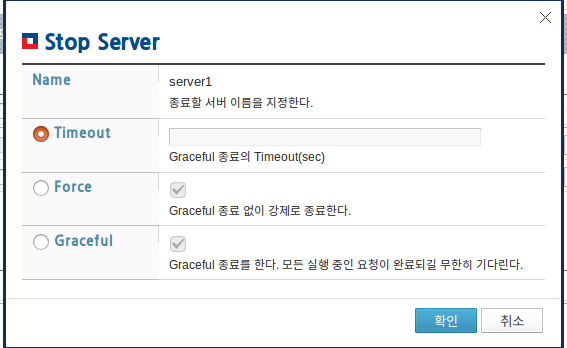 Stop Server
Name
server1
종료할 서버 이름을 지정한다.
Timeout
Graceful 종료의 Timeout(sec)
Force
Graceful 종료 없이 강제로 종료한다.
Graceful
Graceful 종료를 한다. 모든 실행 중인 요청이 완료되길 무한히 기다린다.
확인
취소